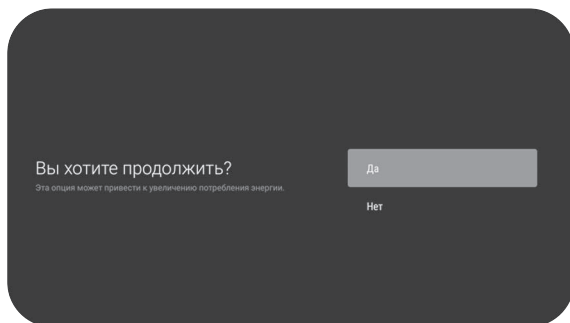 Вы хотите продолжить?
Эта опция может привести к увеличению потребления энергии.
Да
Нет